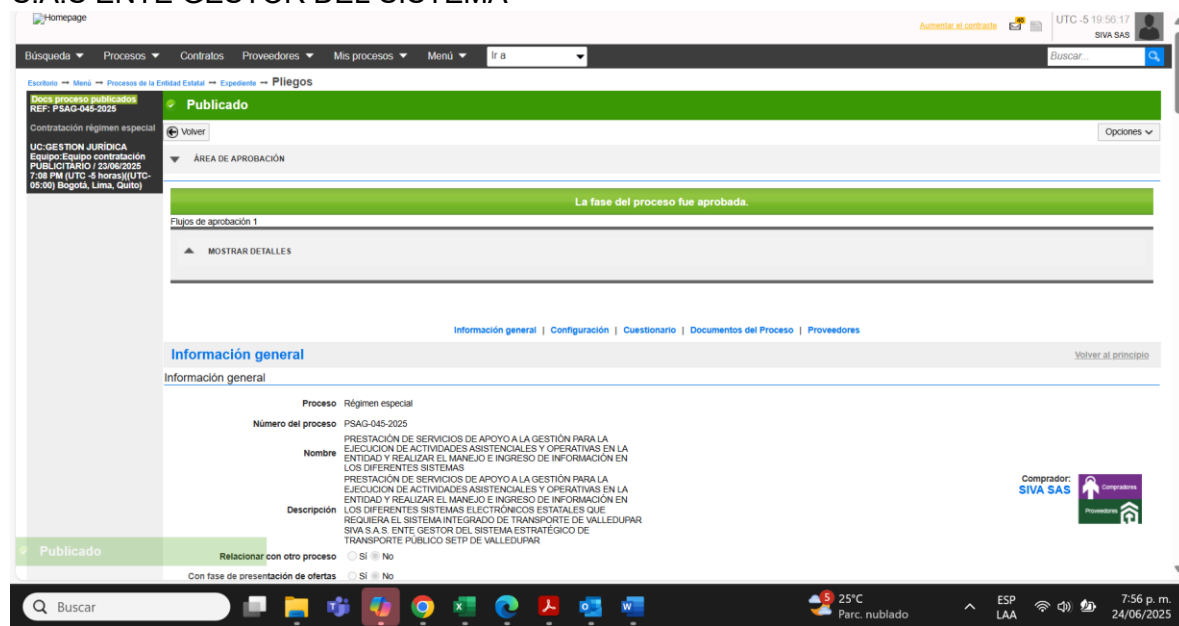 Homepage
Aumentar el contraste
UTC -5 19:56:17
SIVA SAS
Búsqueda Procesos Contratos Proveedores Mis procesos Menú Ir a Buscar...
Escritorio → Menú → Procesos de la Entidad Estatal → Expediente → Pliegos
Docs proceso publicados
REF: PSAG-045-2025
Contratación régimen especial
UC:GESTION JURÍDICA
Equipo:Equipo contratación
PUBLICITARIO / 23/06/2025
7:08 PM (UTC -5 horas)((UTC-
05:00) Bogotá, Lima, Quito)
Publicado
Volver
Opciones
ÁREA DE APROBACIÓN
La fase del proceso fue aprobada.
Flujos de aprobación 1
MOSTRAR DETALLES
Información general | Configuración | Cuestionario | Documentos del Proceso | Proveedores
Información general
Volver al principio
Información general
Proceso Régimen especial
Número del proceso PSAG-045-2025
Nombre
PRESTACIÓN DE SERVICIOS DE APOYO A LA GESTIÓN PARA LA
EJECUCION DE ACTIVIDADES ASISTENCIALES Y OPERATIVAS EN LA
ENTIDAD Y REALIZAR EL MANEJO E INGRESO DE INFORMACIÓN EN
LOS DIFERENTES SISTEMAS
Descripción
PRESTACIÓN DE SERVICIOS DE APOYO A LA GESTIÓN PARA LA
EJECUCION DE ACTIVIDADES ASISTENCIALES Y OPERATIVAS EN LA
ENTIDAD Y REALIZAR EL MANEJO E INGRESO DE INFORMACIÓN EN
LOS DIFERENTES SISTEMAS ELECTRÓNICOS ESTATALES QUE
REQUIERA EL SISTEMA INTEGRADO DE TRANSPORTE DE VALLEDUPAR
SIVA S.A.S. ENTE GESTOR DEL SISTEMA ESTRATÉGICO DE
TRANSPORTE PÚBLICO SETP DE VALLEDUPAR
Comprador:
SIVA SAS
Compradores
Proveedores
Relacionar con otro proceso Sí No
Con fase de presentación de ofertas Sí No
Publicado
Buscar
5
25°C
Parc. nublado
ESP
LAA
7:56 p. m.
24/06/2025